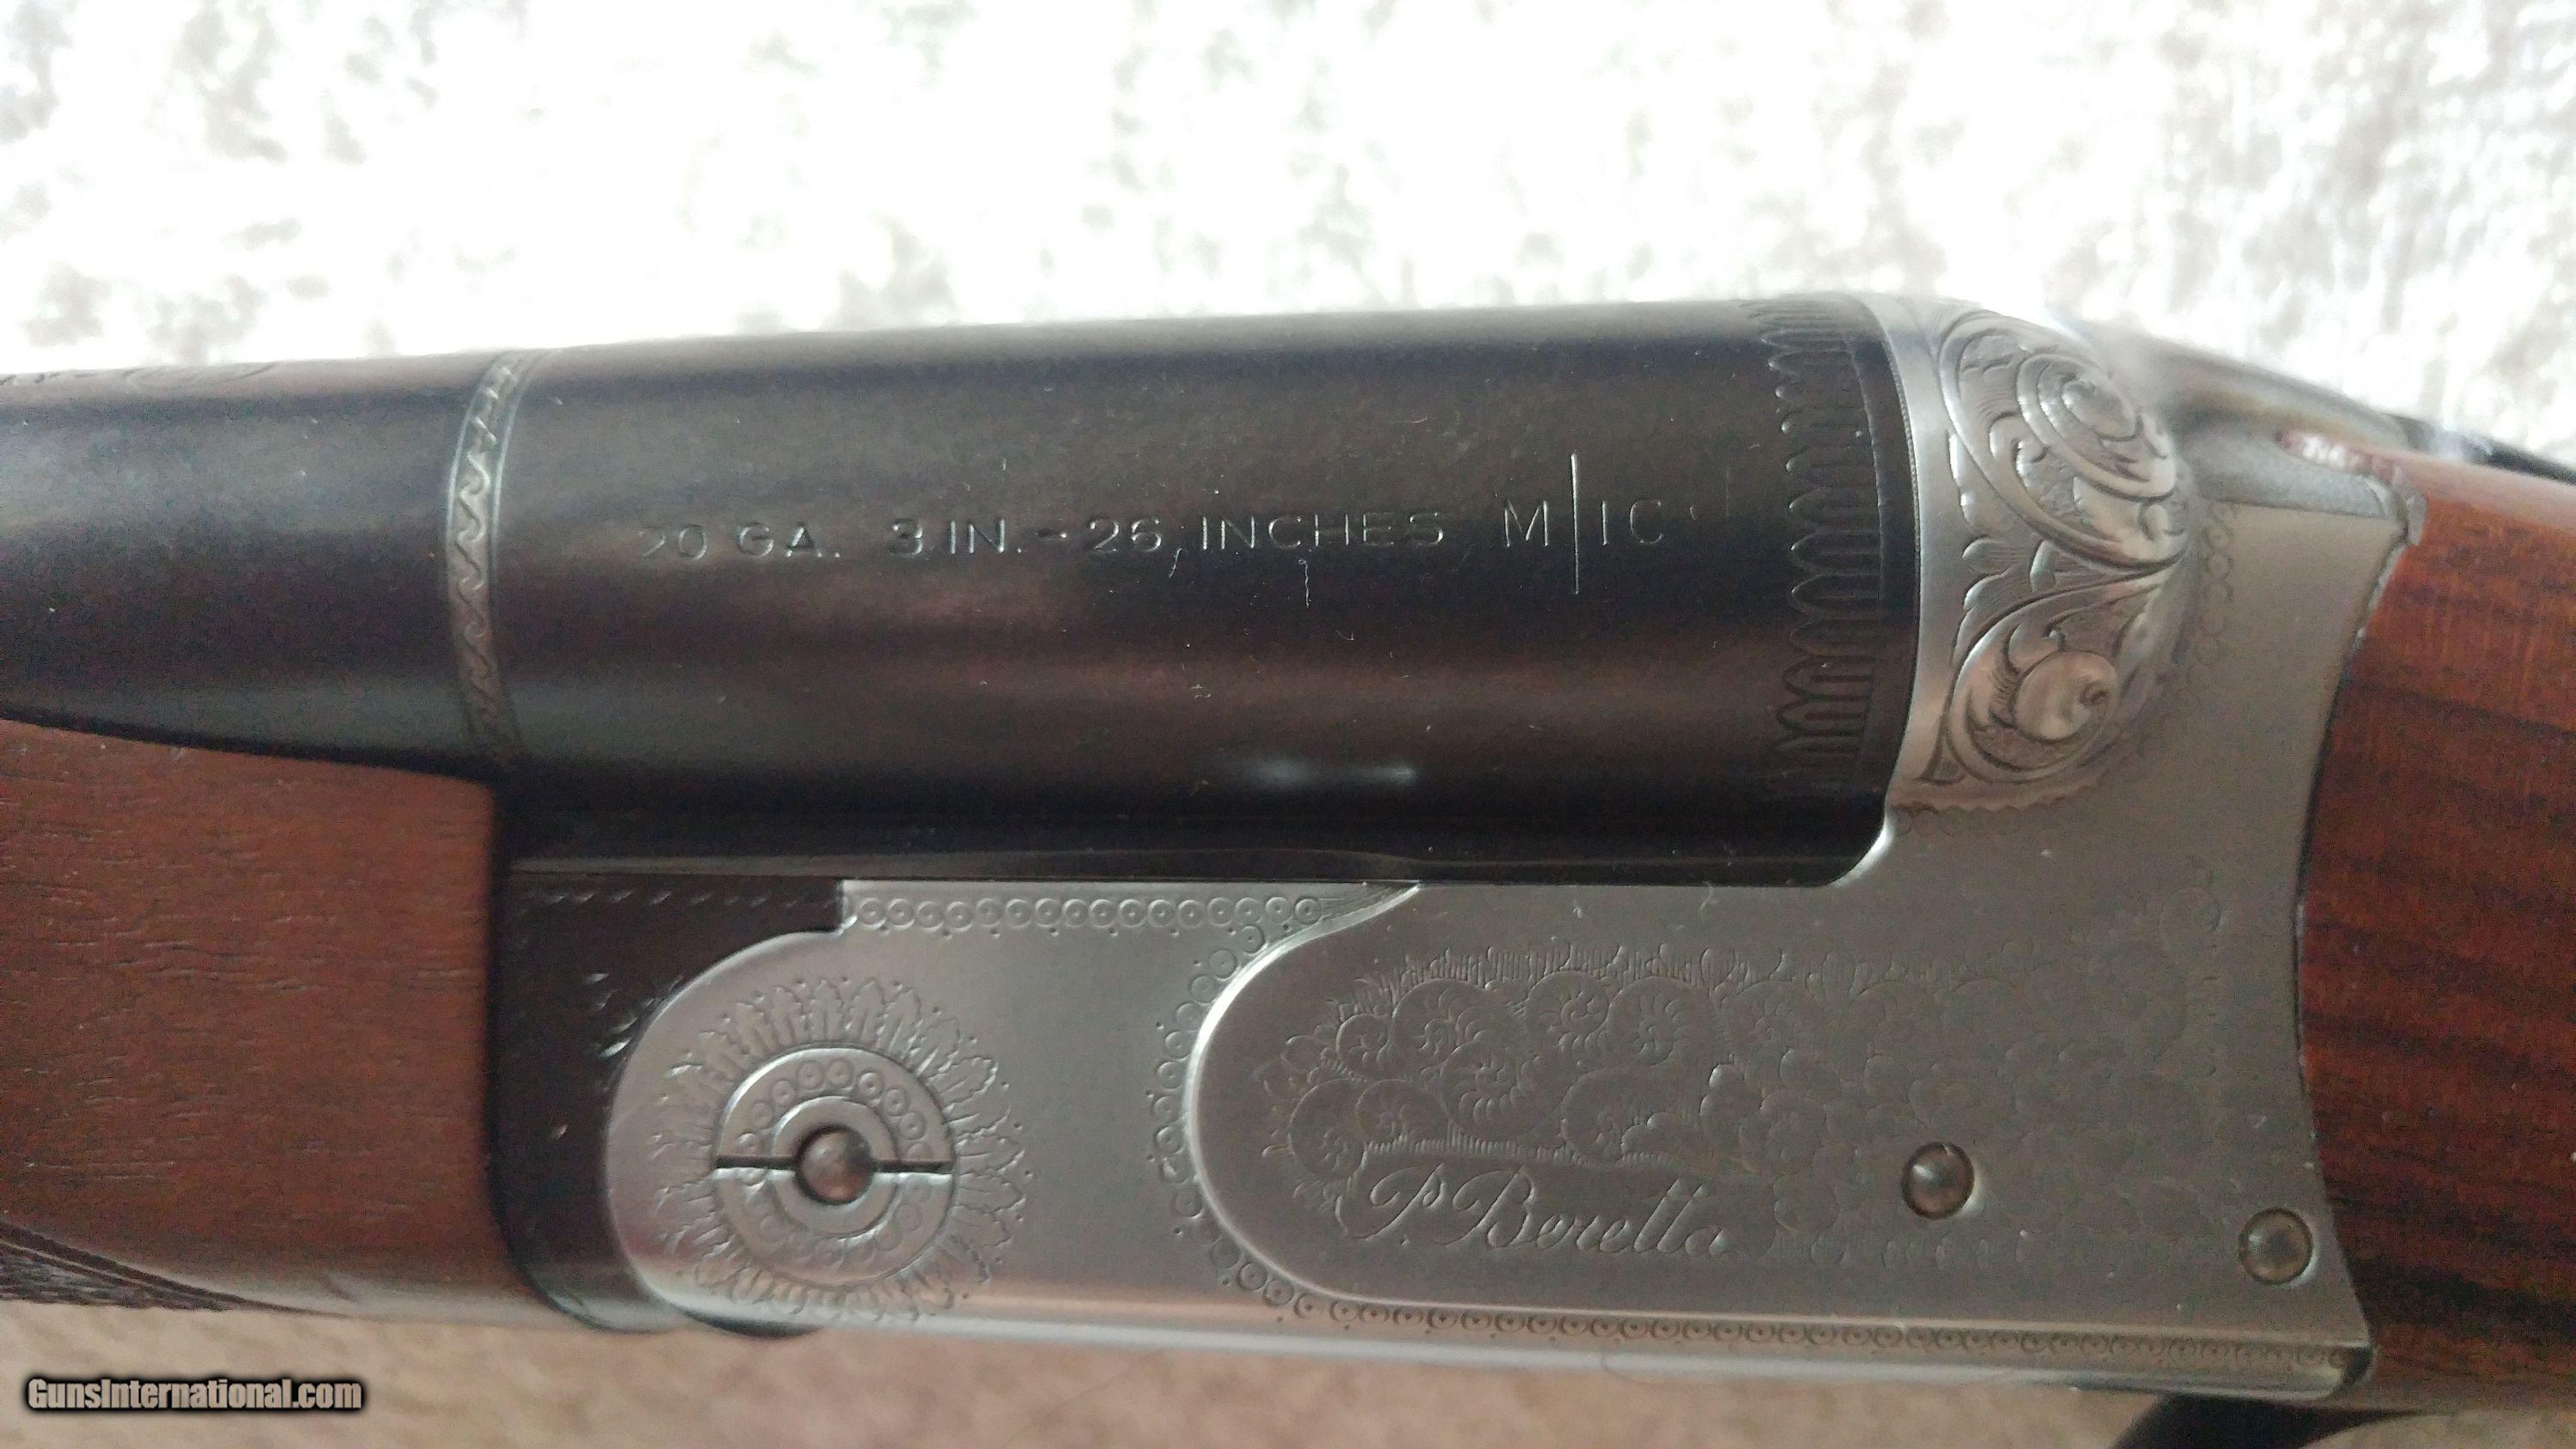 20 GA. 3 IN. - 26 INCHES M|IC
P. Beretta
GunsInternational.com